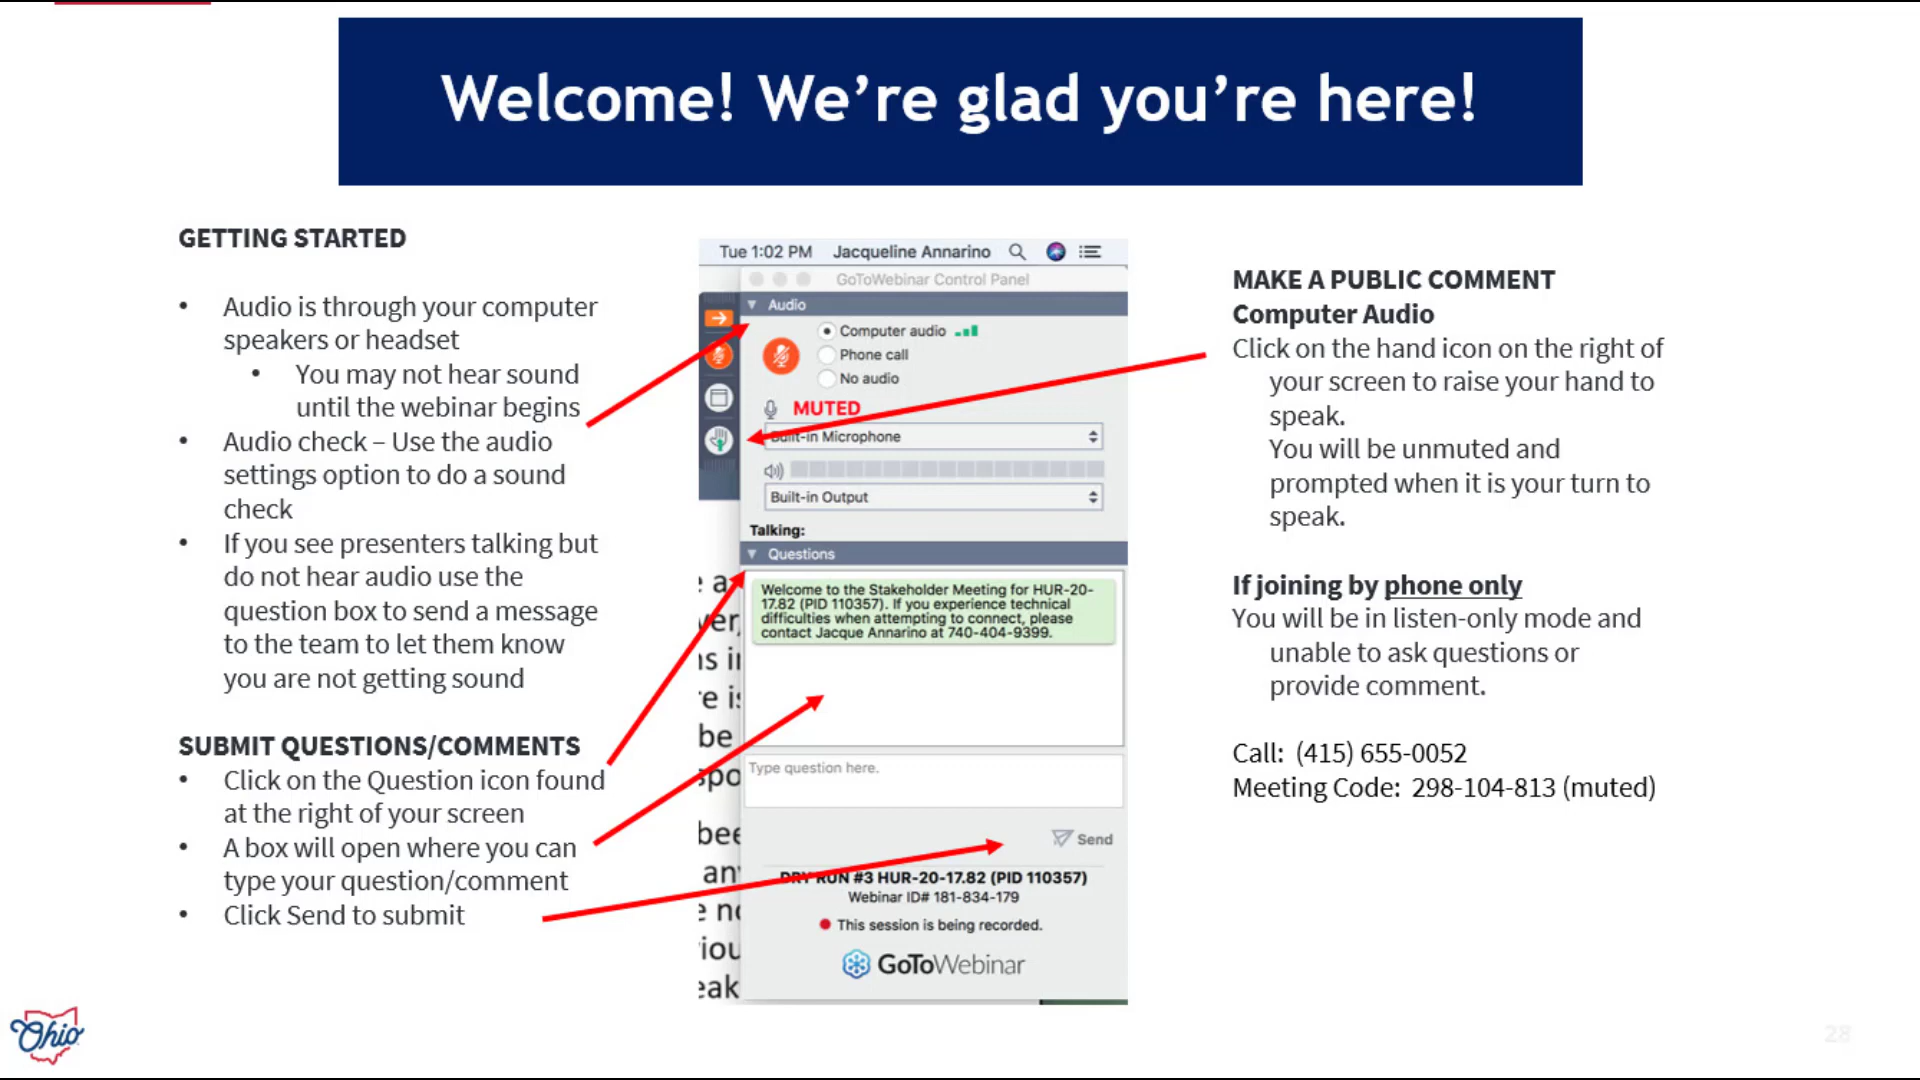 Welcome! We’re glad you’re here!
GETTING STARTED
• Audio is through your computer
speakers or headset
• You may not hear sound
until the webinar begins
• Audio check – Use the audio
settings option to do a sound
check
• If you see presenters talking but
do not hear audio use the
question box to send a message
to the team to let them know
you are not getting sound
SUBMIT QUESTIONS/COMMENTS
• Click on the Question icon found
at the right of your screen
• A box will open where you can
type your question/comment
• Click Send to submit
Tue 1:02 PM Jacqueline Annarino
GoToWebinar Control Panel
Audio
Computer audio
Phone call
No audio
MUTED
Built-in Microphone
Built-in Output
Talking:
Questions
Welcome to the Stakeholder Meeting for HUR-20-
17.82 (PID 110357). If you experience technical
difficulties when attempting to connect, please
contact Jacque Annarino at 740-404-9399.
Type question here.
Send
DRY RUN #3 HUR-20-17.82 (PID 110357)
Webinar ID# 181-834-179
This session is being recorded.
GoToWebinar
MAKE A PUBLIC COMMENT
Computer Audio
Click on the hand icon on the right of
your screen to raise your hand to
speak.
You will be unmuted and
prompted when it is your turn to
speak.
If joining by phone only
You will be in listen-only mode and
unable to ask questions or
provide comment.
Call: (415) 655-0052
Meeting Code: 298-104-813 (muted)
Ohio
28